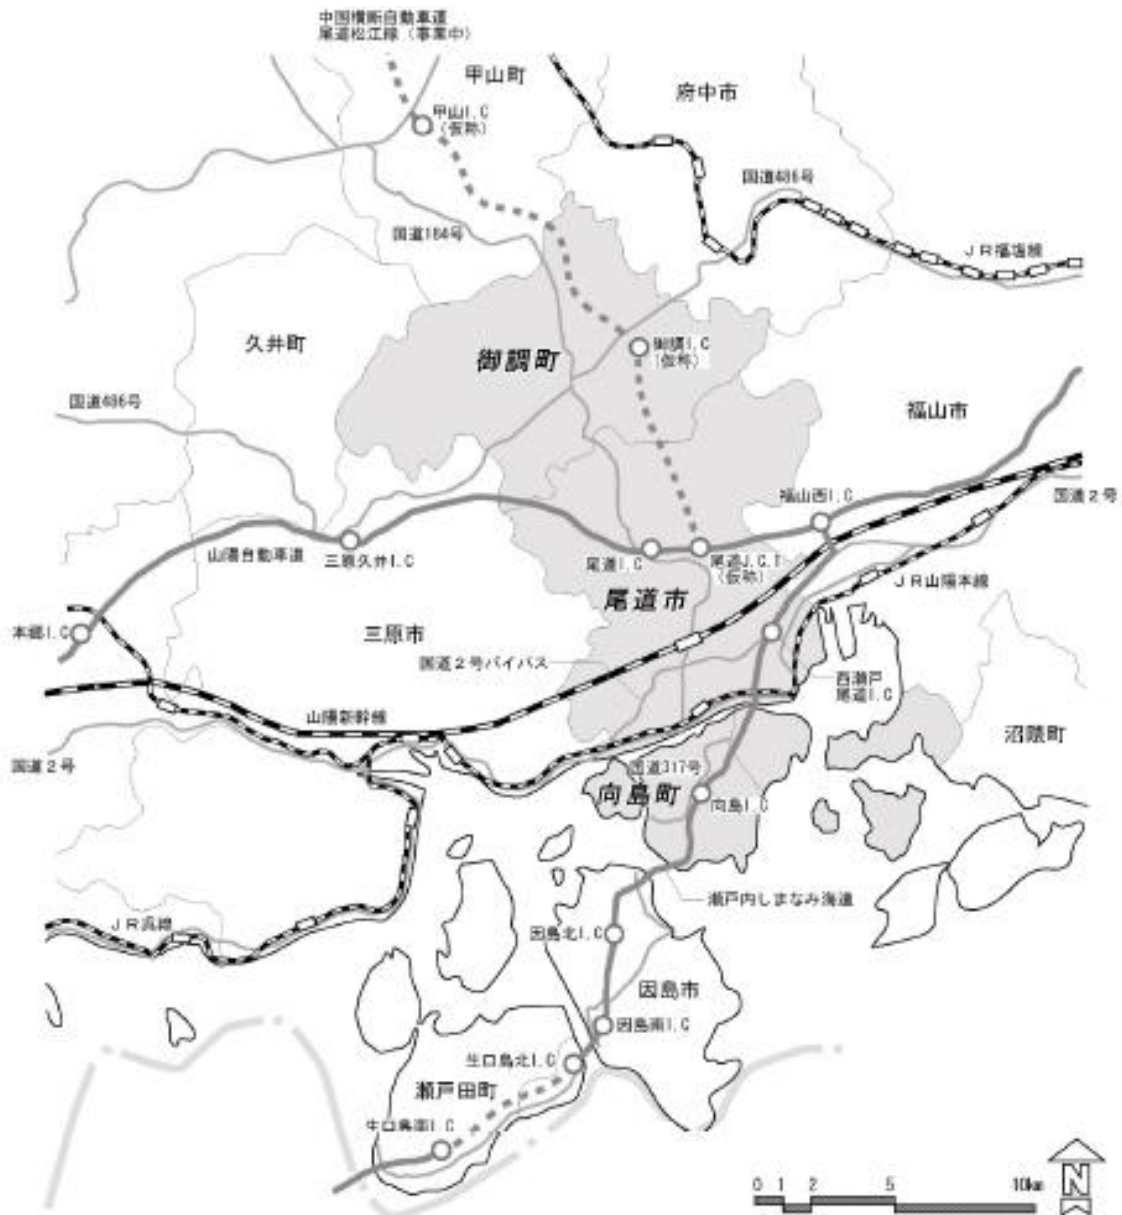 中国横断自動車道
尾道松江線（事業中）
甲山町
府中市
甲山I.C
(仮称)
国道486号
国道184号
JR福塩線
久井町
御調町
御調I.C
(仮称)
国道486号
福山市
福山西I.C
国道2号
山陽自動車道
三原久井I.C
尾道I.C
尾道J.C.T
(仮称)
JR山陽本線
尾道市
本郷I.C
三原市
国道2号バイパス
西瀬戸
尾道I.C
山陽新幹線
沼隈町
国道2号
国道317号
向島町
向島I.C
瀬戸内しまなみ海道
JR呉線
因島北I.C
因島市
因島南I.C
生口島北I.C
瀬戸田町
生口島南I.C
0 1 2 5 10km
N